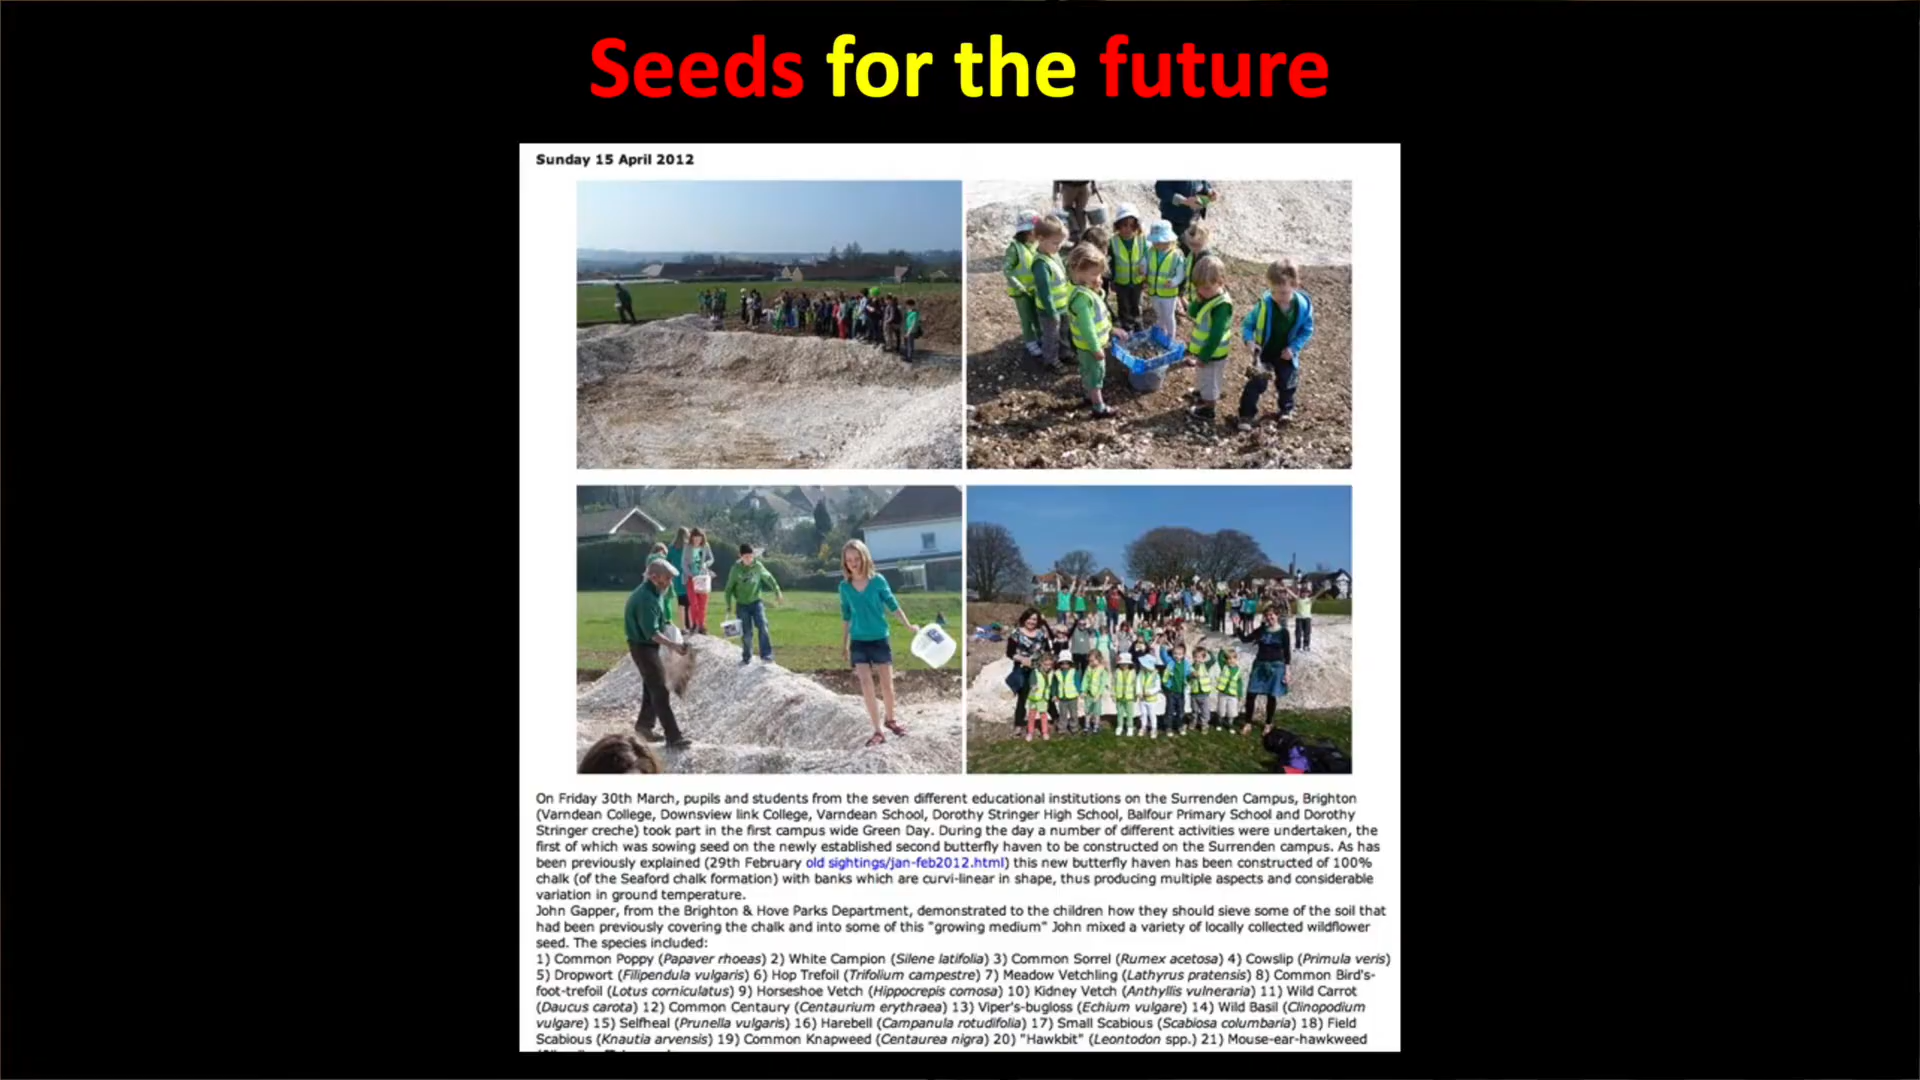 Seeds for the future
Sunday 15 April 2012
On Friday 30th March, pupils and students from the seven different educational institutions on the Surrenden Campus, Brighton
(Varndean College, Downsview link College, Varndean School, Dorothy Stringer High School, Balfour Primary School and Dorothy
Stringer creche) took part in the first campus wide Green Day. During the day a number of different activities were undertaken, the
first of which was sowing seed on the newly established second butterfly haven to be constructed on the Surrenden campus. As has
been previously explained (29th February old sightings/jan-feb2012.html) this new butterfly haven has been constructed of 100%
chalk (of the Seaford chalk formation) with banks which are curvi-linear in shape, thus producing multiple aspects and considerable
variation in ground temperature.
John Gapper, from the Brighton & Hove Parks Department, demonstrated to the children how they should sieve some of the soil that
had been previously covering the chalk and into some of this "growing medium" John mixed a variety of locally collected wildflower
seed. The species included:
1) Common Poppy (Papaver rhoeas) 2) White Campion (Silene latifolia) 3) Common Sorrel (Rumex acetosa) 4) Cowslip (Primula veris)
5) Dropwort (Filipendula vulgaris) 6) Hop Trefoil (Trifolium campestre) 7) Meadow Vetchling (Lathyrus pratensis) 8) Common Bird's-
foot-trefoil (Lotus corniculatus) 9) Horseshoe Vetch (Hippocrepis comosa) 10) Kidney Vetch (Anthyllis vulneraria) 11) Wild Carrot
(Daucus carota) 12) Common Centaury (Centaurium erythraea) 13) Viper's-bugloss (Echium vulgare) 14) Wild Basil (Clinopodium
vulgare) 15) Selfheal (Prunella vulgaris) 16) Harebell (Campanula rotudifolia) 17) Small Scabious (Scabiosa columbaria) 18) Field
Scabious (Knautia arvensis) 19) Common Knapweed (Centaurea nigra) 20) "Hawkbit" (Leontodon spp.) 21) Mouse-ear-hawkweed